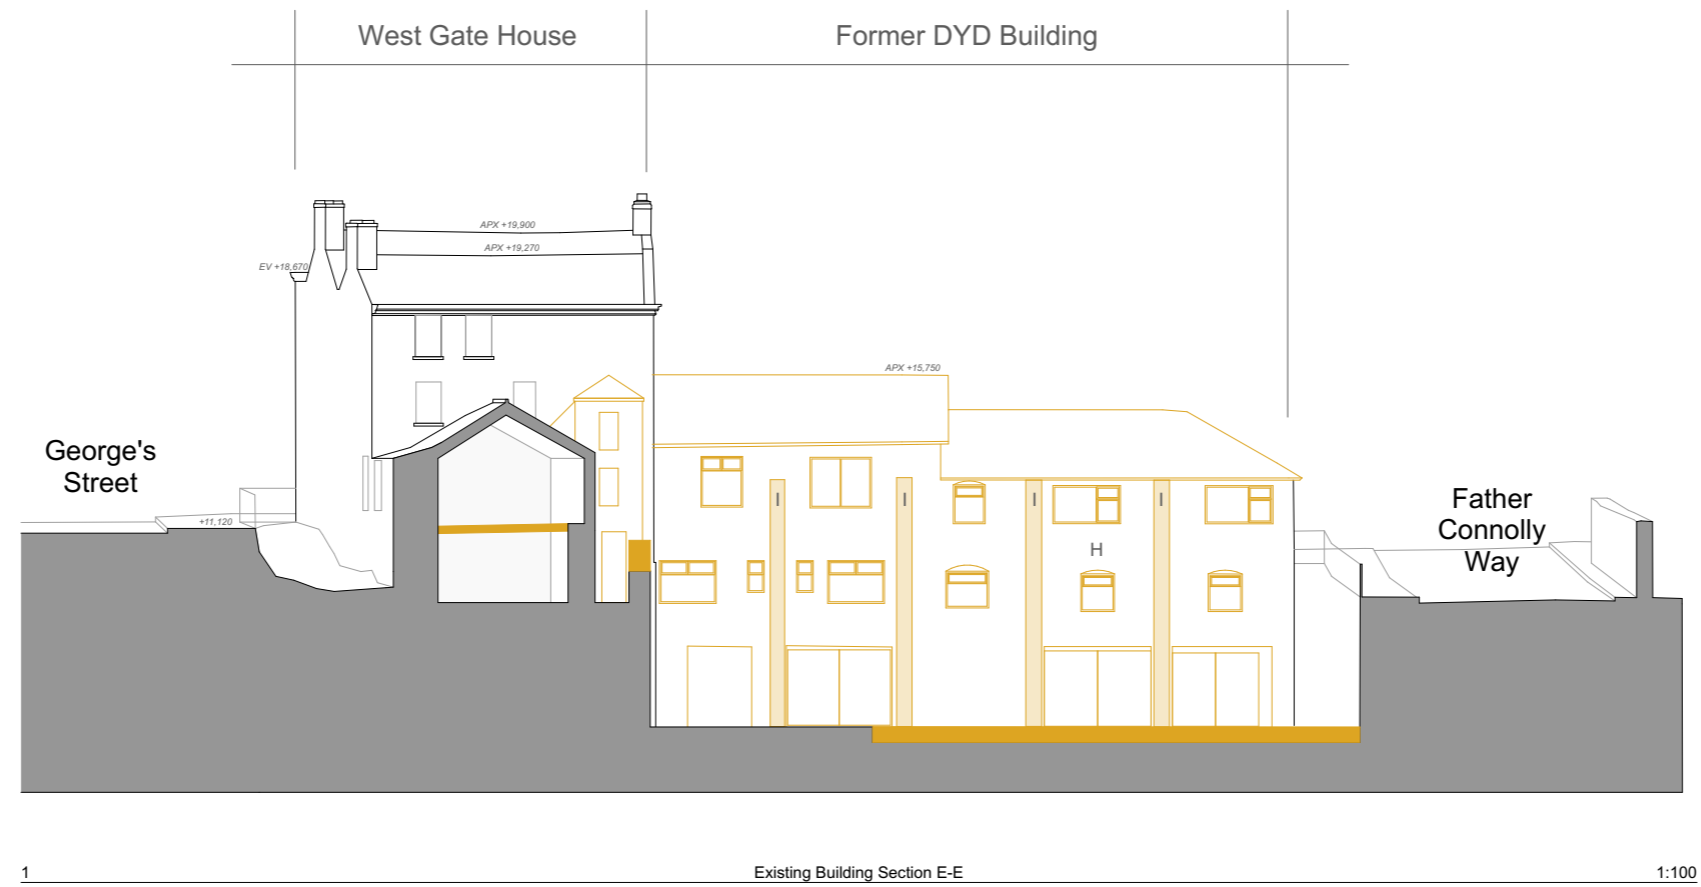 West Gate House
Former DYD Building
APX +19,900
APX +19,270
EV +18,670
APX +15,750
George's
Street
+11,120
I
I
I
I
H
Father
Connolly
Way
1
Existing Building Section E-E
1:100